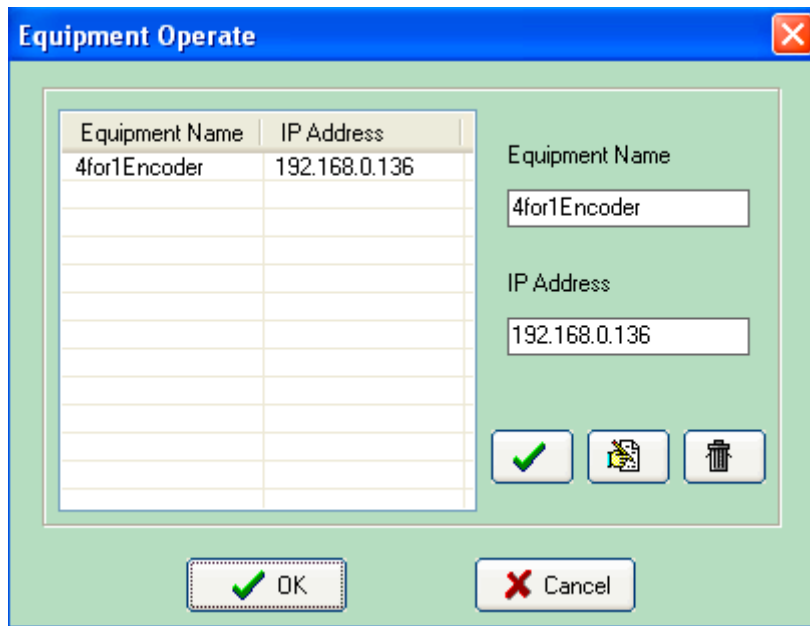 Equipment Operate
Equipment Name IP Address
4for1Encoder 192.168.0.136
Equipment Name
4for1Encoder
IP Address
192.168.0.136
OK Cancel